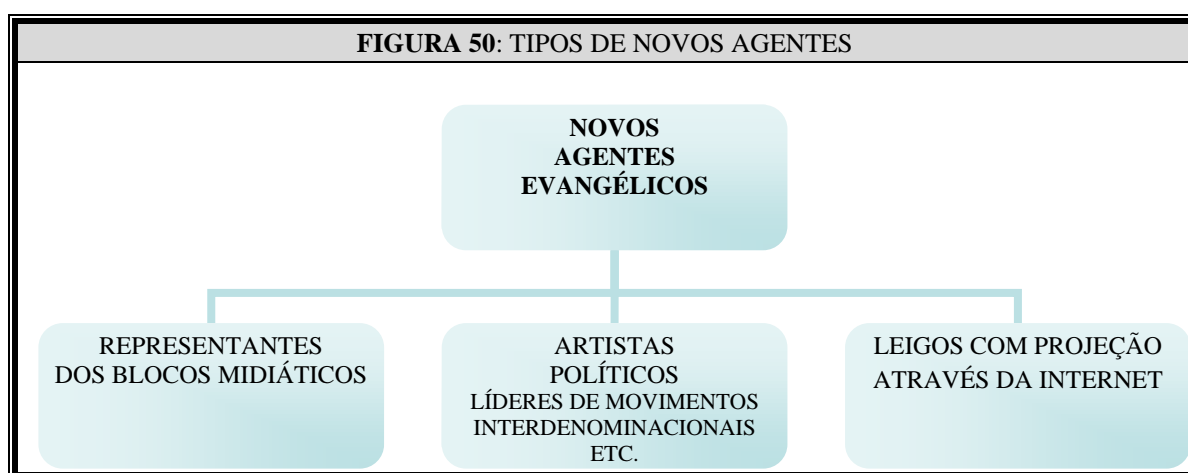 FIGURA 50: TIPOS DE NOVOS AGENTES
NOVOS
AGENTES
EVANGÉLICOS
REPRESENTANTES
DOS BLOCOS MIDIÁTICOS
ARTISTAS
POLÍTICOS
LÍDERES DE MOVIMENTOS
INTERDENOMINACIONAIS
ETC.
LEIGOS COM PROJEÇÃO
ATRAVÉS DA INTERNET